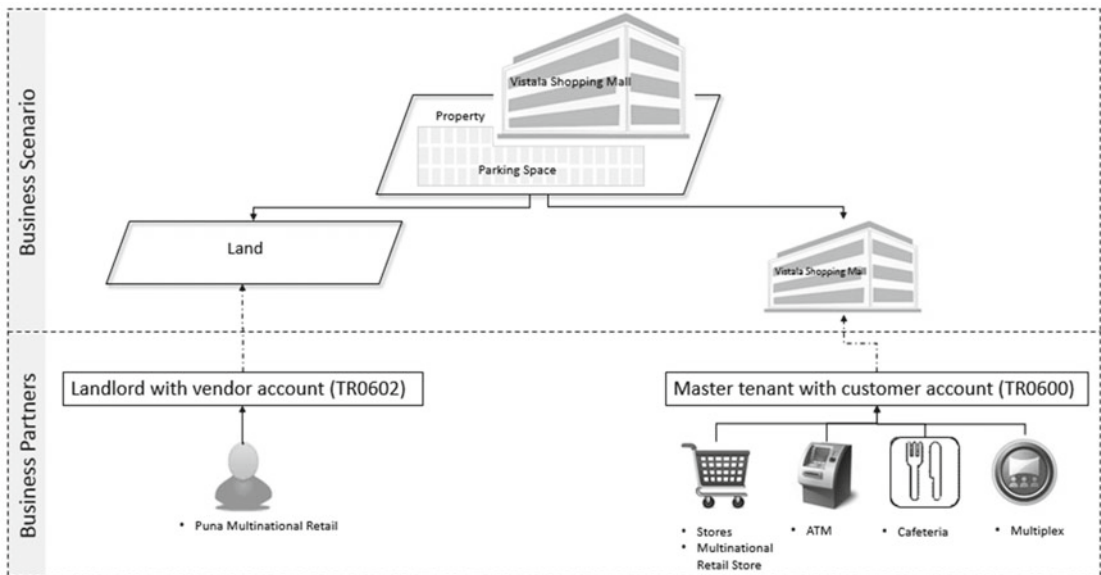 Business Scenario
Vistala Shopping Mall
Property
Parking Space
Land
Vistala Shopping Mall
Business Partners
Landlord with vendor account (TR0602)
Master tenant with customer account (TR0600)
• Puna Multinational Retail
• Stores
• Multinational
Retail Store
• ATM
• Cafeteria
• Multiplex